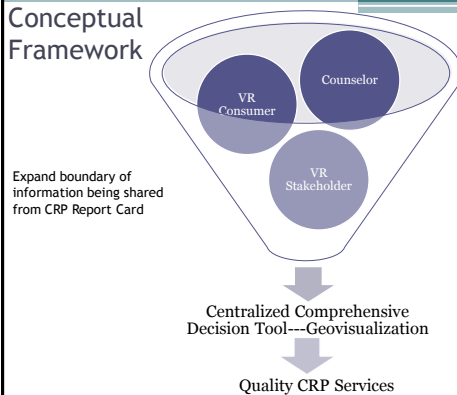 Conceptual
Framework
Counselor
VR
Consumer
VR
Stakeholder
Expand boundary of
information being shared
from CRP Report Card
Centralized Comprehensive
Decision Tool---Geovisualization
Quality CRP Services